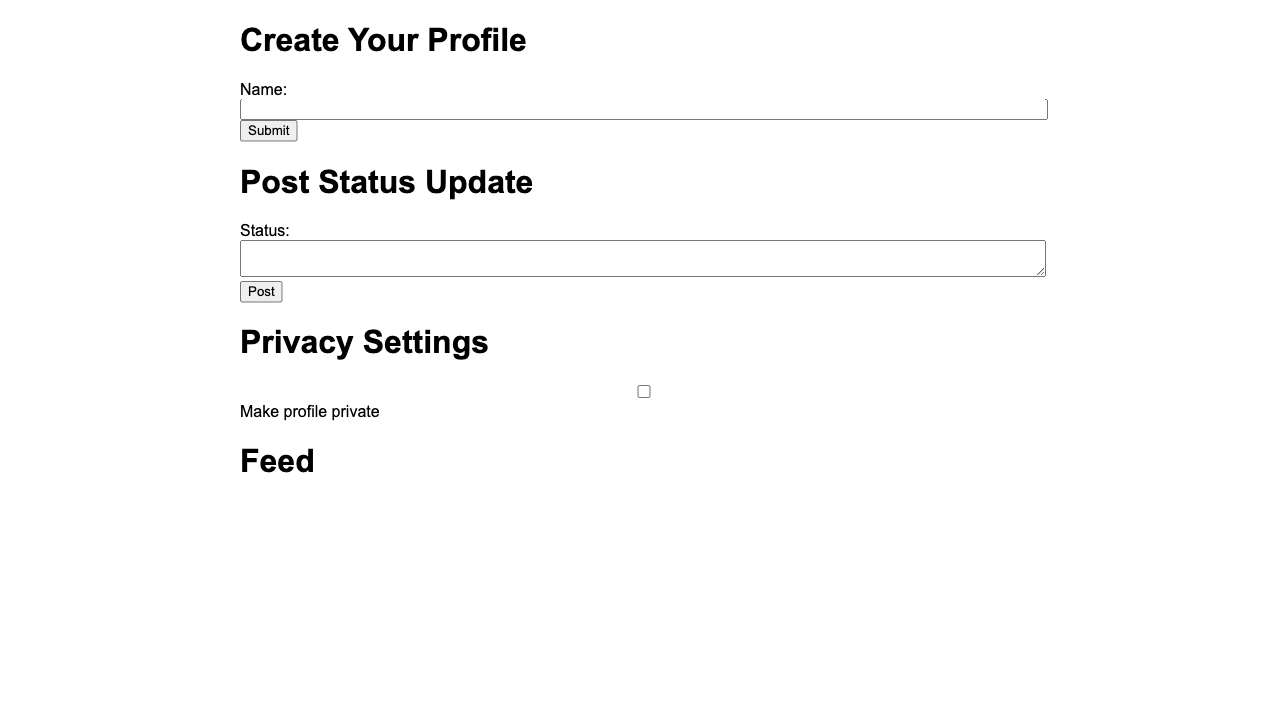 Create Your Profile
Name:
Submit
Post Status Update
Status:
Post
Privacy Settings
Make profile private
Feed